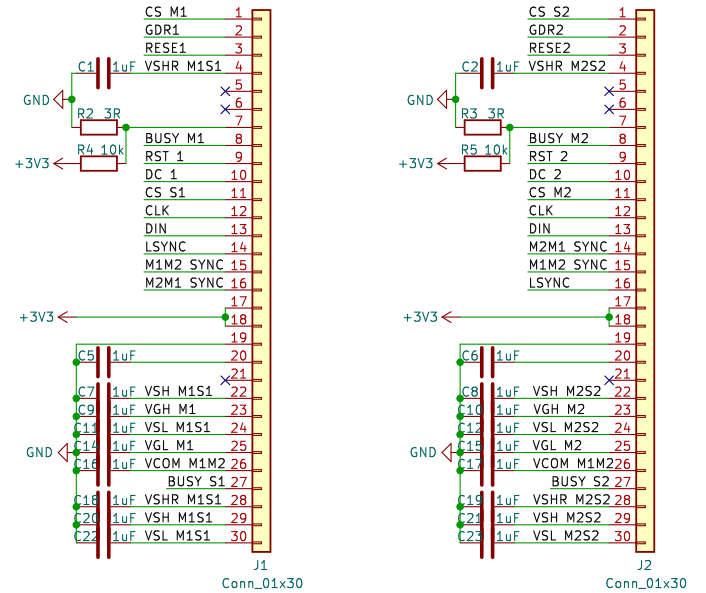 CS M1 1
GDR1 2
RESE1 3
C1 1uF VSHR M1S1 4
5
GND
6
R2 3R 7
BUSY M1 8
R4 10k
+3V3 RST 1 9
DC 1 10
CS S1 11
CLK 12
DIN 13
LSYNC 14
M1M2 SYNC 15
M2M1 SYNC 16
17
+3V3
18
19
C5 1uF 20
21
C7 1uF VSH M1S1 22
C9 1uF VGH M1 23
C11 1uF VSL M1S1 24
GND C14 1uF VGL M1 25
C16 1uF VCOM M1M2 26
BUSY S1 27
C18 1uF VSHR M1S1 28
C20 1uF VSH M1S1 29
C22 1uF VSL M1S1 30
J1
Conn_01x30
CS S2 1
GDR2 2
RESE2 3
C2 1uF VSHR M2S2 4
5
GND
6
R3 3R 7
BUSY M2 8
R5 10k
+3V3 RST 2 9
DC 2 10
CS M2 11
CLK 12
DIN 13
M2M1 SYNC 14
M1M2 SYNC 15
LSYNC 16
17
+3V3
18
19
C6 1uF 20
21
C8 1uF VSH M2S2 22
C10 1uF VGH M2 23
C12 1uF VSL M2S2 24
GND C15 1uF VGL M2 25
C17 1uF VCOM M1M2 26
BUSY S2 27
C19 1uF VSHR M2S2 28
C21 1uF VSH M2S2 29
C23 1uF VSL M2S2 30
J2
Conn_01x30